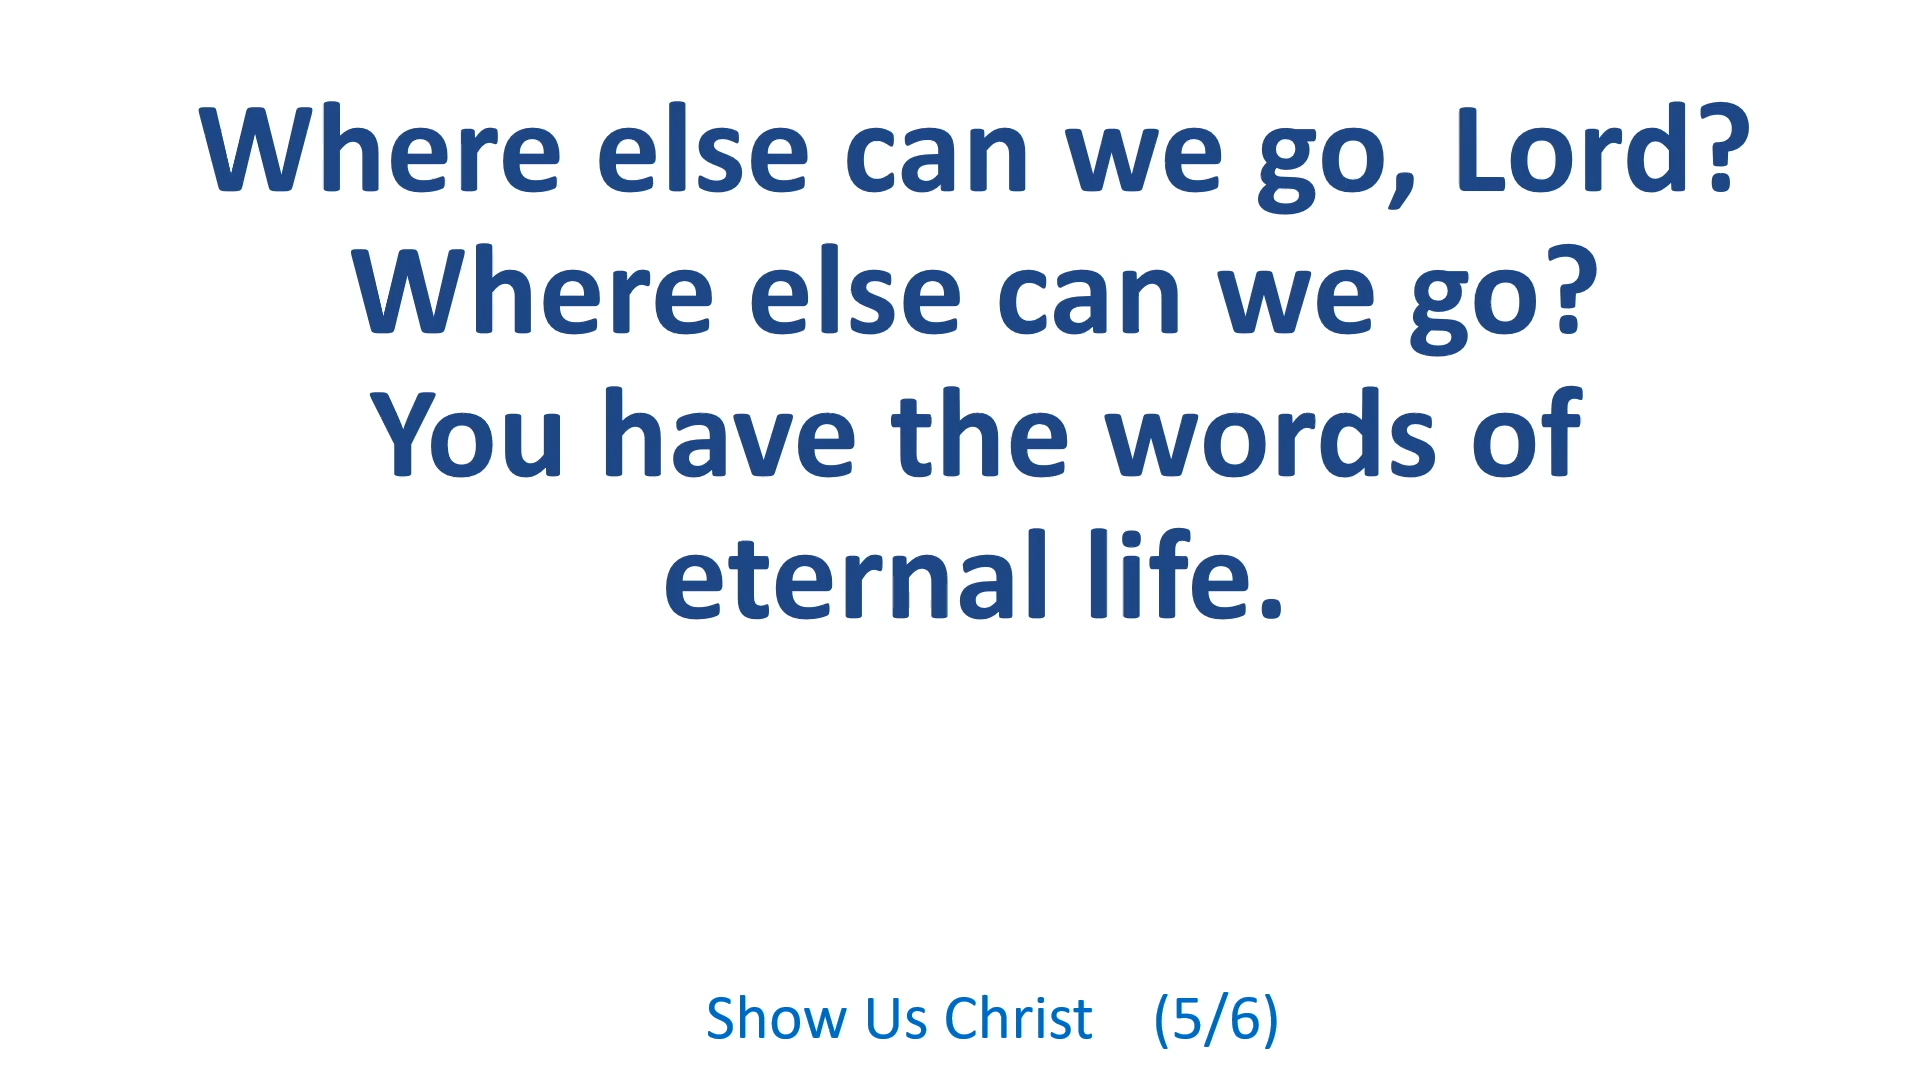 Where else can we go, Lord?
Where else can we go?
You have the words of
eternal life.
Show Us Christ (5/6)